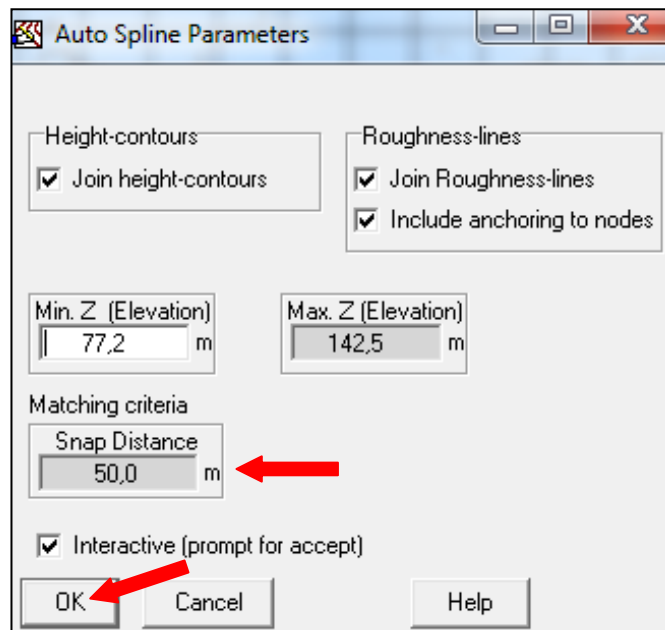 Auto Spline Parameters
Height-contours
Roughness-lines
Join height-contours
Join Roughness-lines
Include anchoring to nodes
Min. Z (Elevation)
Max. Z (Elevation)
77,2 m
142,5 m
Matching criteria
Snap Distance
50,0 m
Interactive (prompt for accept)
OK
Cancel
Help